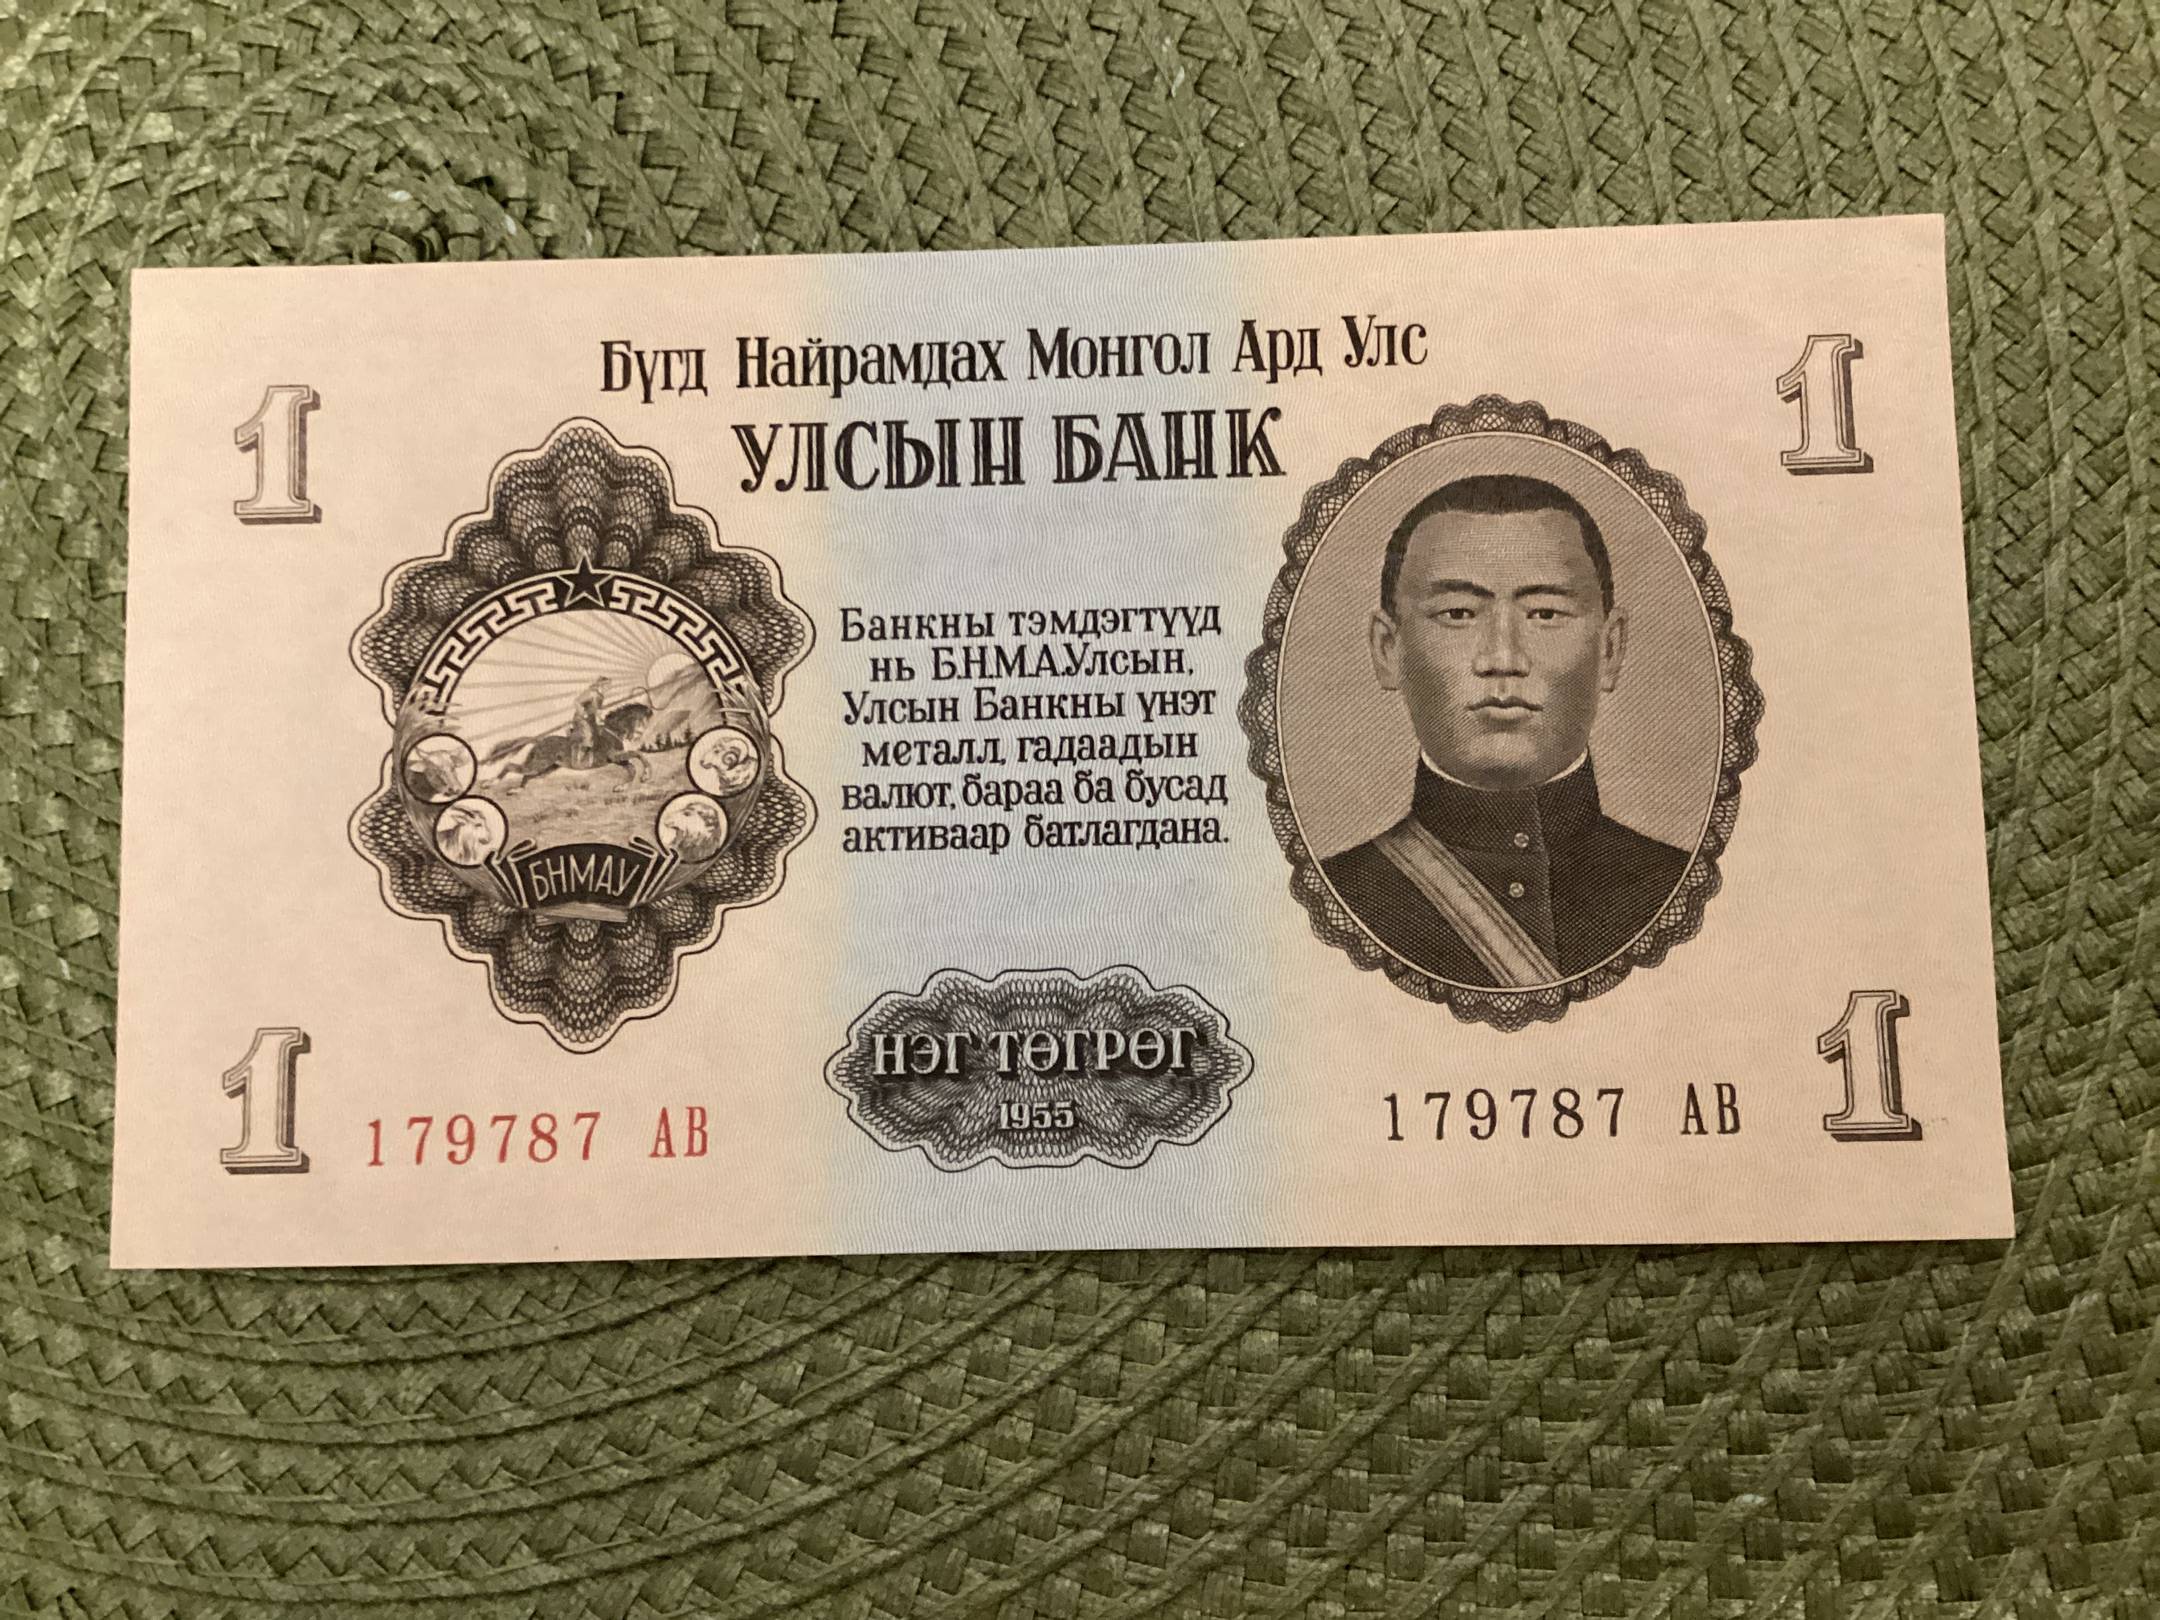 Бүгд Найрамдах Монгол Ард Улс
УЛСЫН БАНК
1
1
Банкны тэмдэгтүүд
нь Б.Н.М.А.Улсын.
Улсын Банкны үнэт
металл, гадаадын
валют, бараа ба бусад
активаар батлагдана.
БНМАУ
НЭГ ТӨГРӨГ
1955
1
179787 АВ
179787 АВ
1